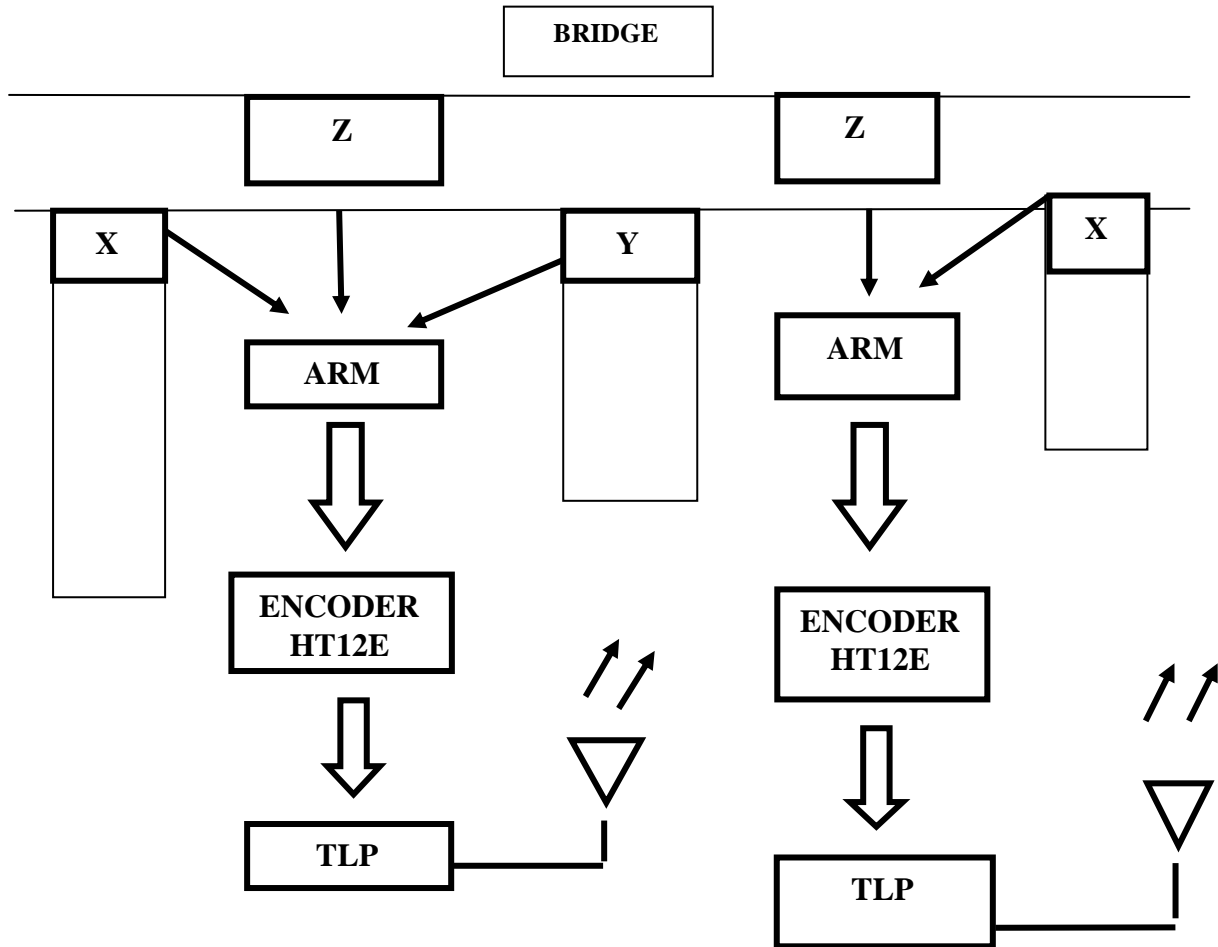 BRIDGE
Z
Z
X
Y
X
ARM
ARM
ENCODER
HT12E
ENCODER
HT12E
TLP
TLP